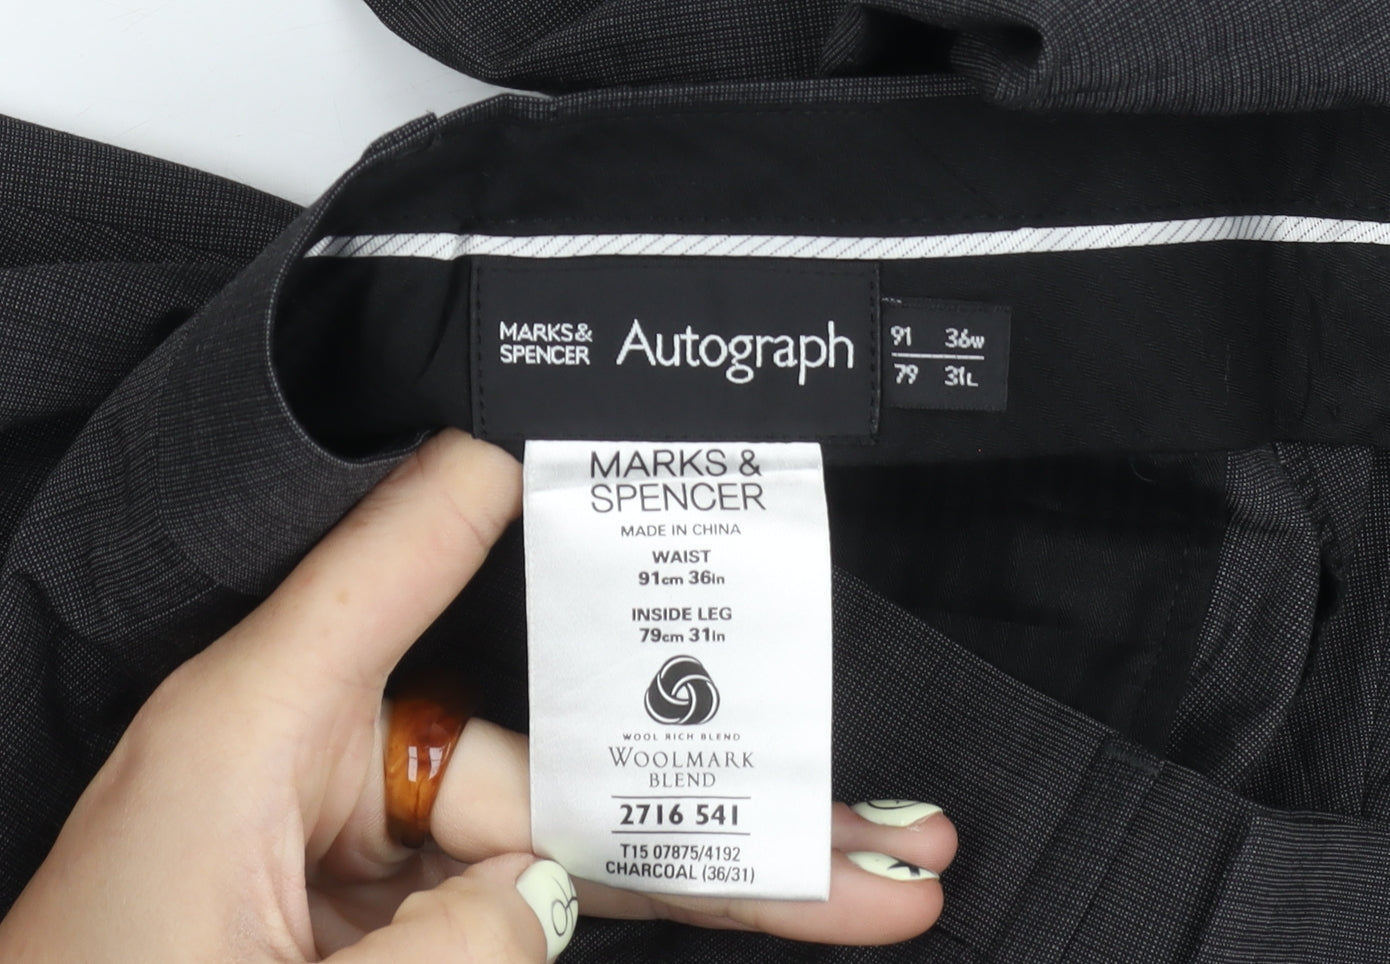 MARKS&
SPENCER
Autograph
91 36w
79 31L
MARKS &
SPENCER
MADE IN CHINA
WAIST
91cm 36in
INSIDE LEG
79cm 31in
WOOL RICH BLEND
WOOLMARK
BLEND
2716 541
T15 07875/4192
CHARCOAL (36/31)